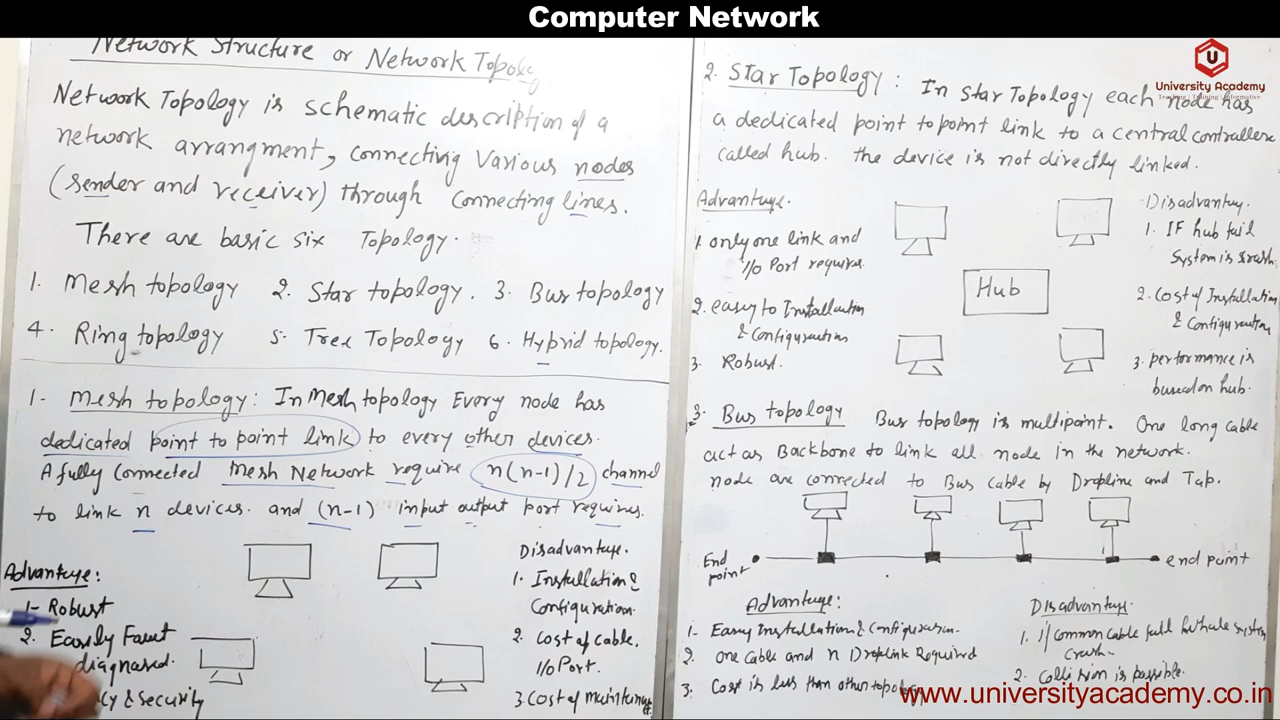 Computer Network
Network Structure or Network Topology
Network Topology is schematic description of a
network arrangment, connecting various nodes
(sender and receiver) through connecting lines.
There are basic six Topology.
1. Mesh topology 2. Star topology. 3. Bus topology
4. Ring topology 5. Tree Topology 6. Hybrid topology.
1- Mesh topology: In Mesh topology Every node has
dedicated point to point link to every other devices.
A fully connected mesh Network require n(n-1)/2 channel
to link n devices. and (n-1) input output port requires.
Advantage:
1- Robust
2. Easily Fault
diagnased.
cy & security
Disadvantage.
1. Installation &
Configuration.
2. Cost of cable.
I/o Port.
3. Cost of maintenance
University Academy
Teaching | Training | Informative
2. Star Topology: In Star Topology each node has
a dedicated point to point link to a central controllere
called hub. the device is not directly linked.
Advantage.
1. only one link and
I/o Port require.
2. easy to Installation
& Configuration
3. Robust.
Hub
Disadvantag.
1. IF hub fail
System is crash.
2. Cost of Installation
& Configuration
3. performance is
based on hub.
3. Bus topology Bus topology is multipoint. One long cable
act as Backbone to link all node in the network.
node are connected to Bus cable by Dropline and Tap.
End point
end point
Advantage:
1- Easy Installation & Configuration.
2. One Cable and n Droplink Required
3. Cost is less than other topology
Disadvantage.
1. If Common Cable fail whole system
crash.
2. Collision is possible.
www.universityacademy.co.in